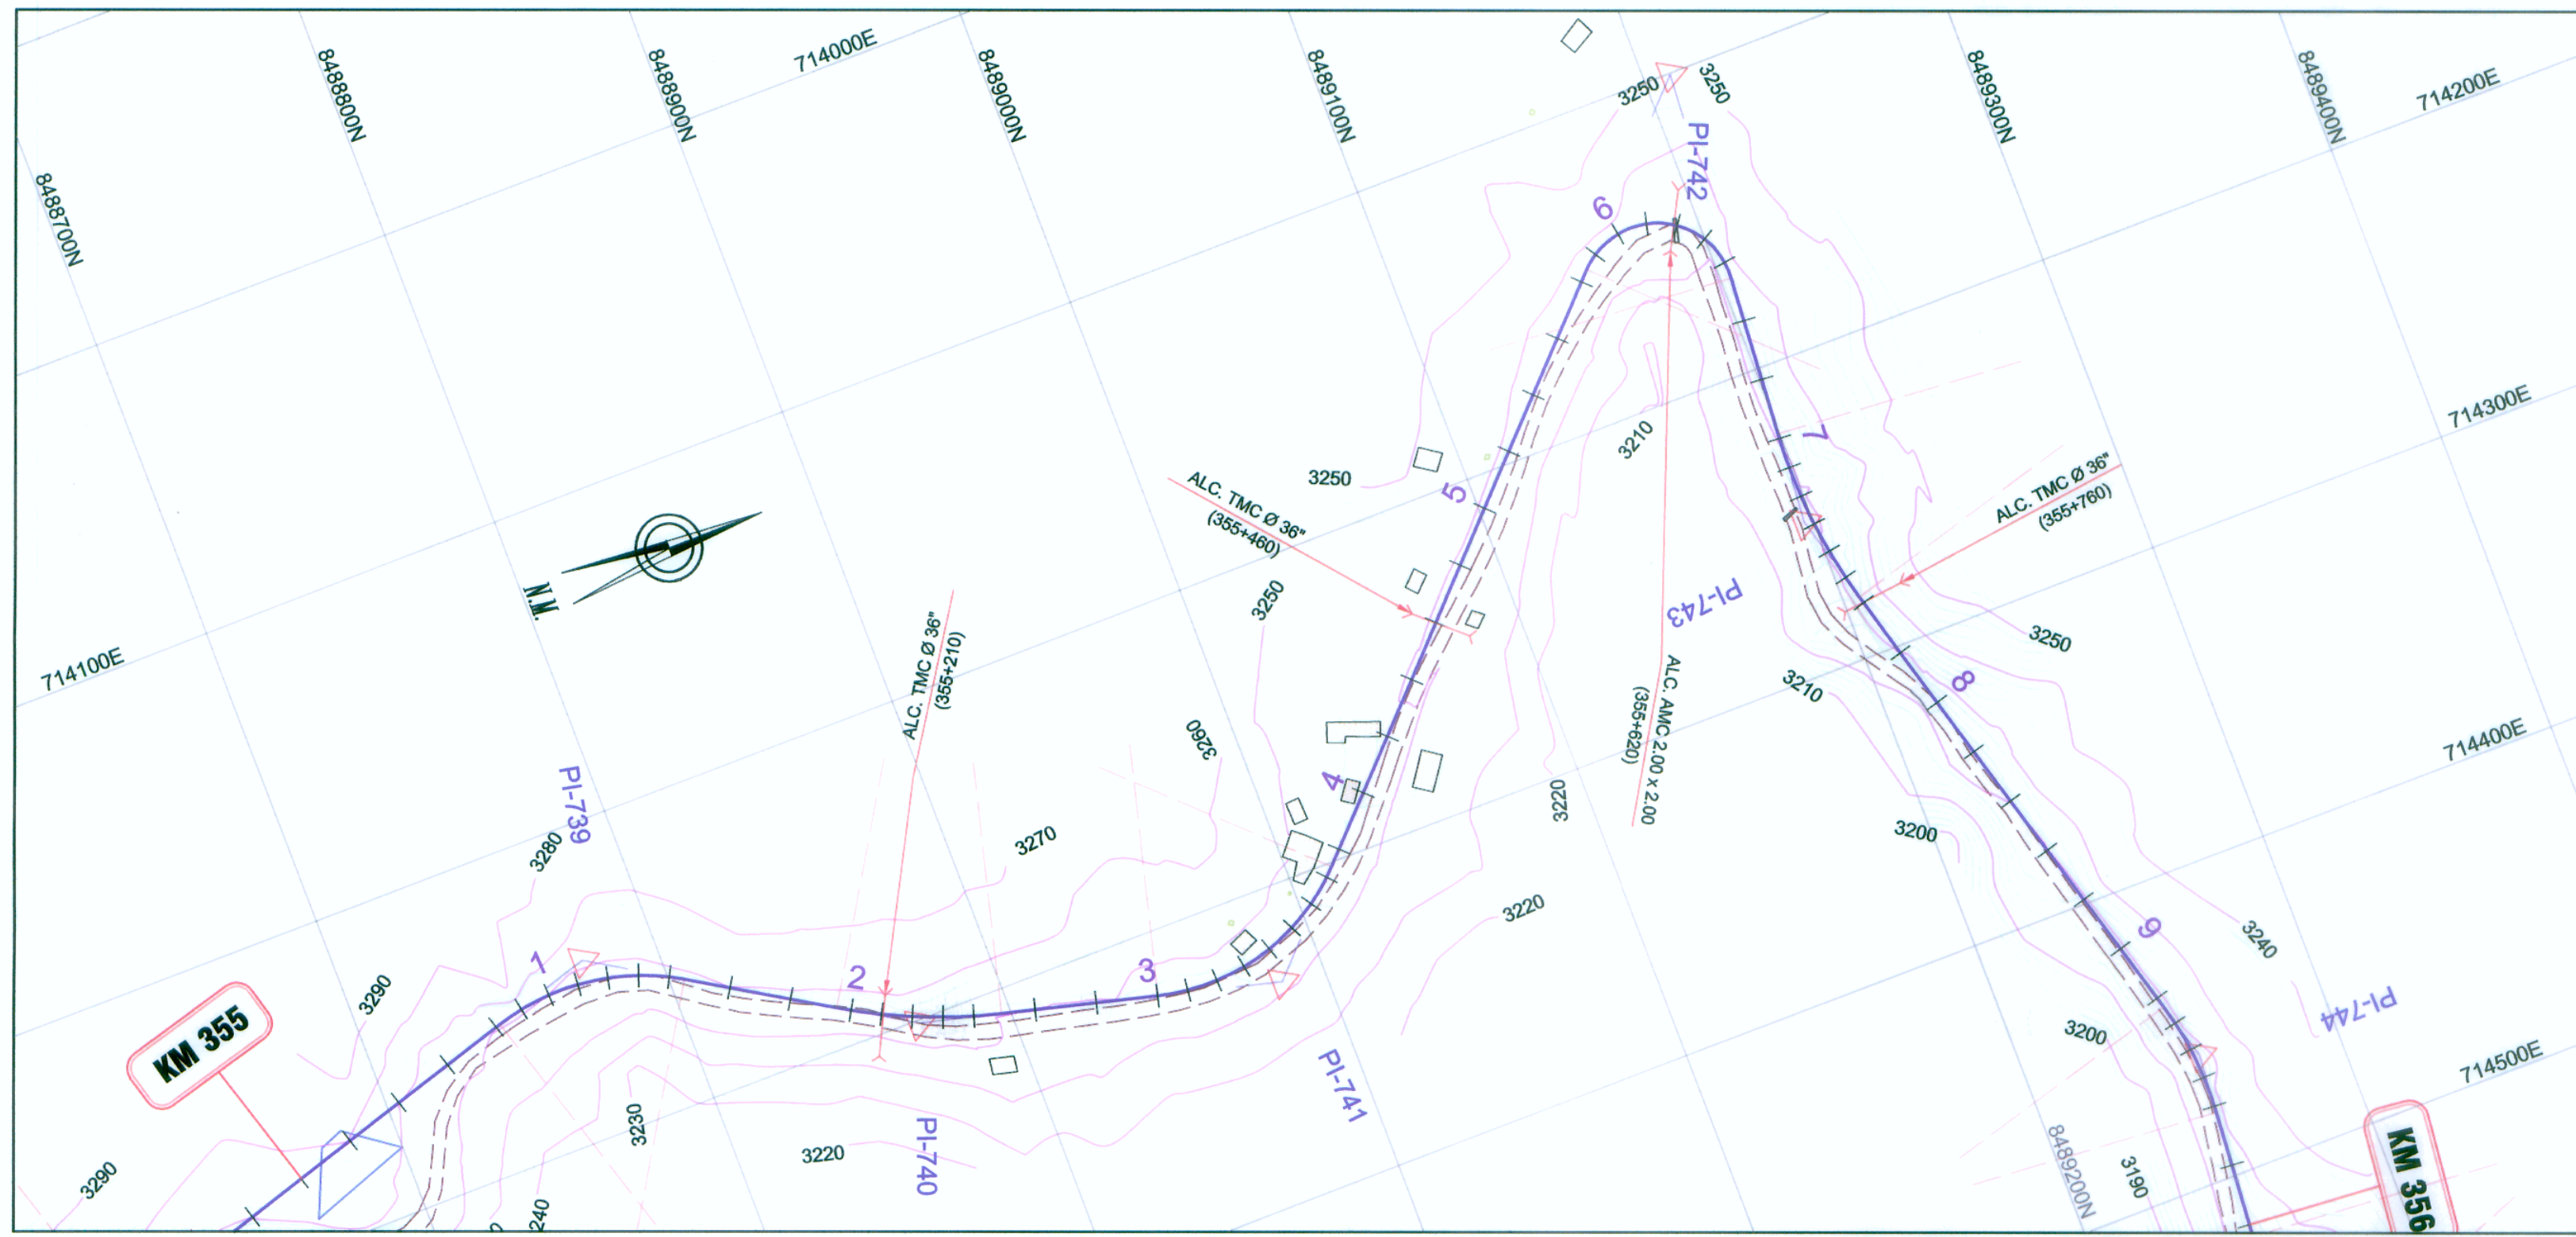 8488700N
8488800N
8488900N
714000E
8489000N
8489100N
3250
3250
PI-742
8489300N
8489400N
714200E
6
714300E
7
3210
3250
5
ALC. TMC Ø 36"
(355+460)
ALC. TMC Ø 36"
(355+760)
N.M.
3250
PI-743
3250
714100E
ALC. TMC Ø 36"
(355+210)
3210
8
ALC. AMC 2.00 x 2.00
(355+620)
3260
714400E
PI-739
4
3220
3280
3270
3200
3220
9
3240
1
2
3
3290
PI-744
KM 355
3200
714500E
PI-741
3230
3220
PI-740
8489200N
3190
KM 356
3290
240